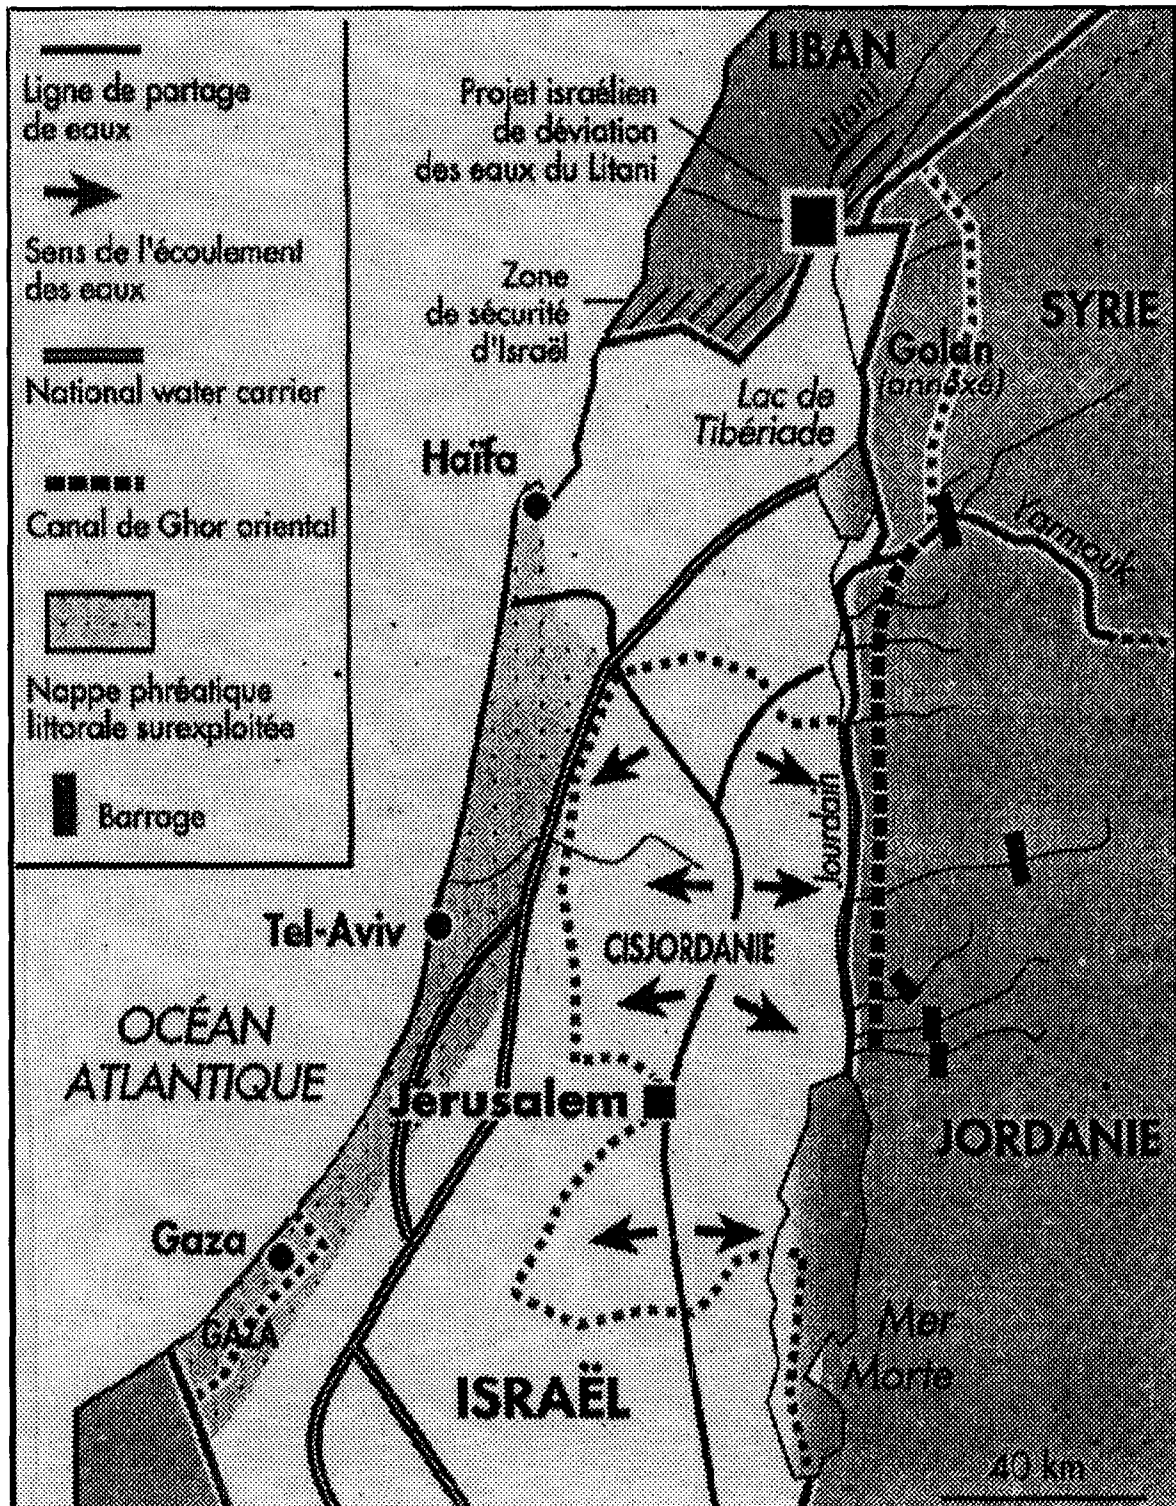 Ligne de partage
de eaux
Sens de l'écoulement
des eaux
National water carrier
Canal de Ghor oriental
Nappe phréatique
littorale surexploitée
Barrage
LIBAN
Litani
Projet israélien
de déviation
des eaux du Litani
Zone
de sécurité
d'Israël
SYRIE
Golan
(annexé)
Lac de
Tibériade
Haïfa
Yarmouk
Jourdain
Tel-Aviv
CISJORDANIE
OCÉAN
ATLANTIQUE
Jérusalem
JORDANIE
Gaza
GAZA
Mer
Morte
ISRAËL
40 km